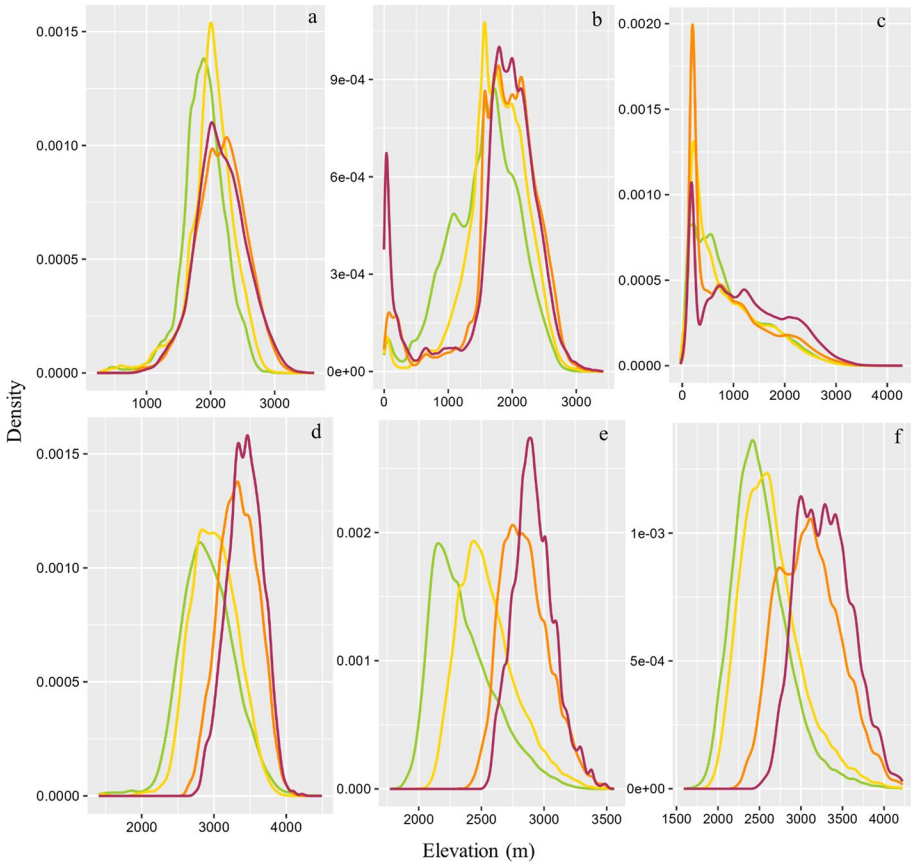 a
0.0015
0.0010
0.0005
0.0000
1000 2000 3000
b
9e-04
6e-04
3e-04
0e+00
0 1000 2000 3000
c
0.0020
0.0015
0.0010
0.0005
0.0000
0 1000 2000 3000 4000
Density
d
0.0015
0.0010
0.0005
0.0000
2000 3000 4000
e
0.002
0.001
0.000
2000 2500 3000 3500
f
1e-03
5e-04
0e+00
1500 2000 2500 3000 3500 4000
Elevation (m)